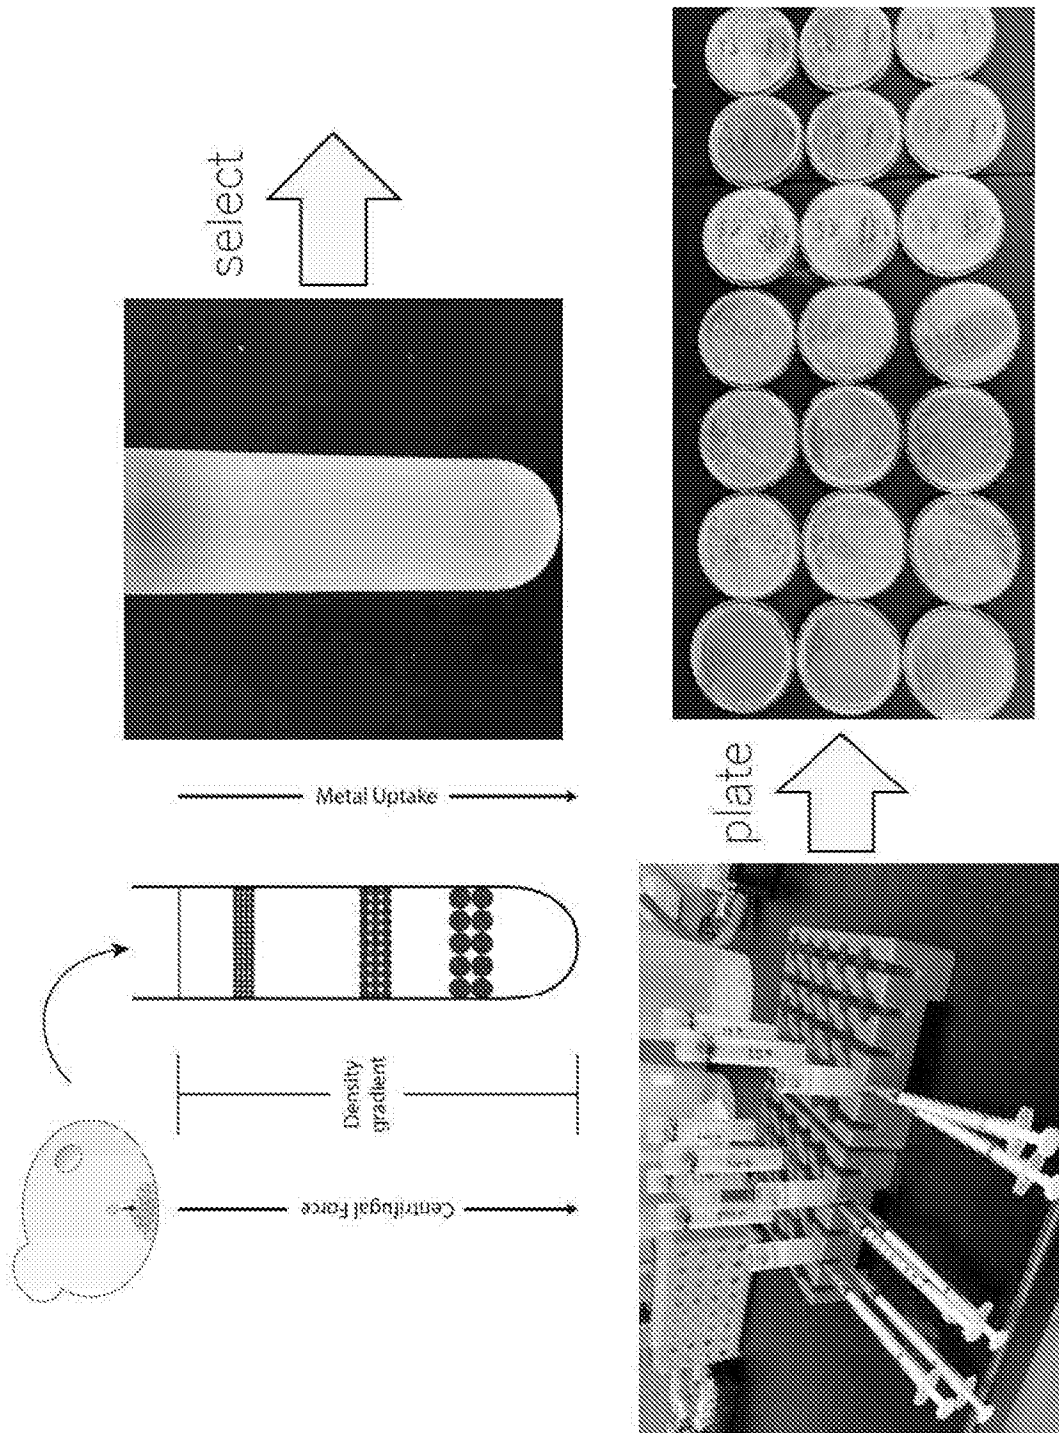 select
Metal Uptake
Density
gradient
Centrifugal Force
plate